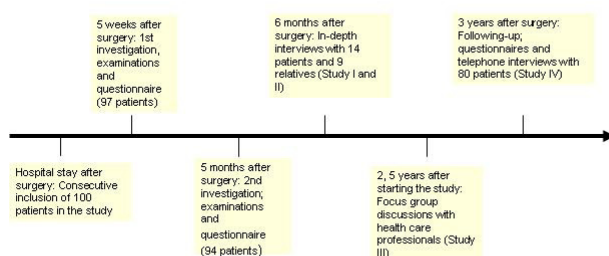 Hospital stay after
surgery: Consecutive
inclusion of 100
patients in the study
5 weeks after
surgery: 1st
investigation,
examinations
and
questionnaire
(97 patients)
5 months after
surgery: 2nd
investigation;
examinations
and
questionnaire
(94 patients)
6 months after
surgery: In-depth
interviews with 14
patients and 9
relatives (Study I and
II)
2, 5 years after
starting the study:
Focus group
discussions with
health care
professionals (Study
III)
3 years after surgery:
Following-up;
questionnaires and
telephone interviews with
80 patients (Study IV)